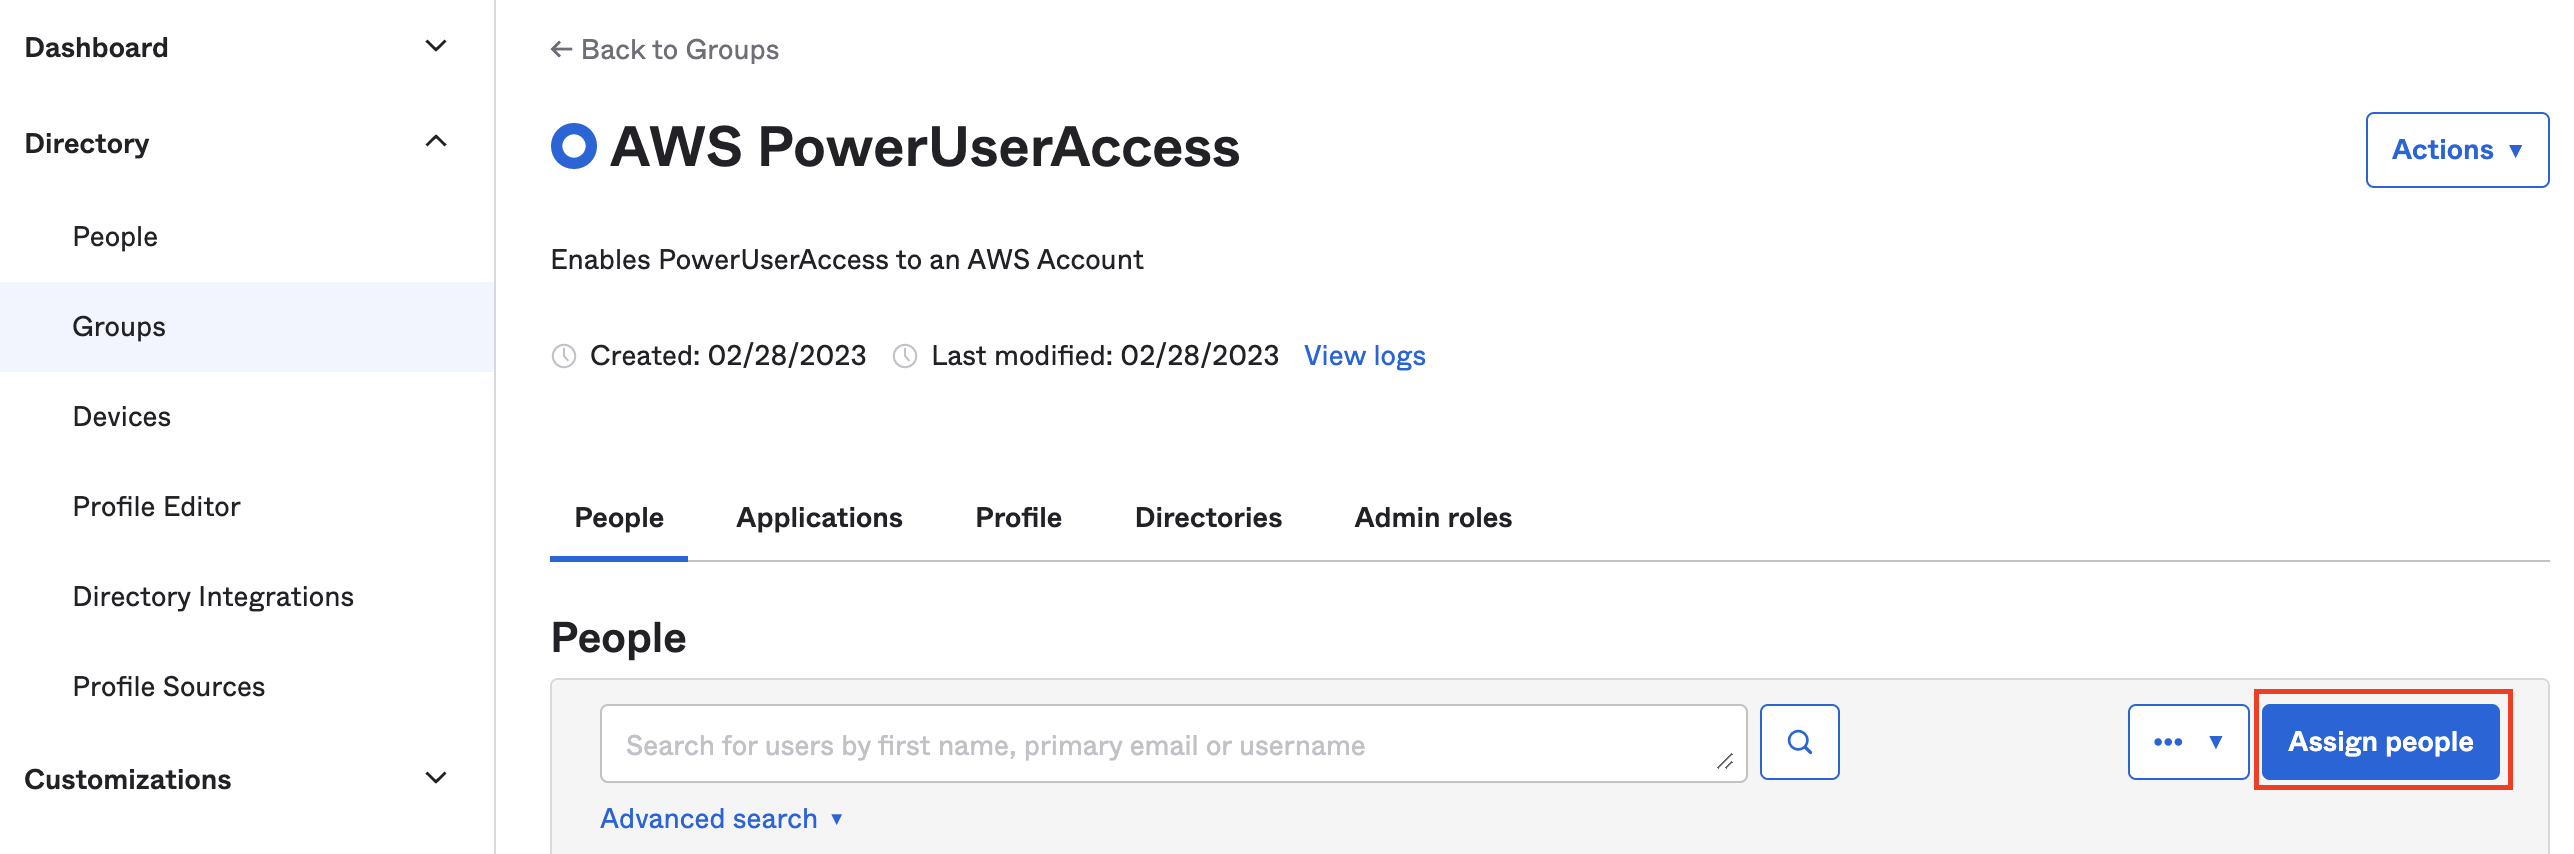 Dashboard
Directory
People
Groups
Devices
Profile Editor
Directory Integrations
Profile Sources
Customizations
← Back to Groups
AWS PowerUserAccess
Actions ▼
Enables PowerUserAccess to an AWS Account
Created: 02/28/2023 Last modified: 02/28/2023 View logs
People Applications Profile Directories Admin roles
People
Search for users by first name, primary email or username
••• ▼ Assign people
Advanced search ▼